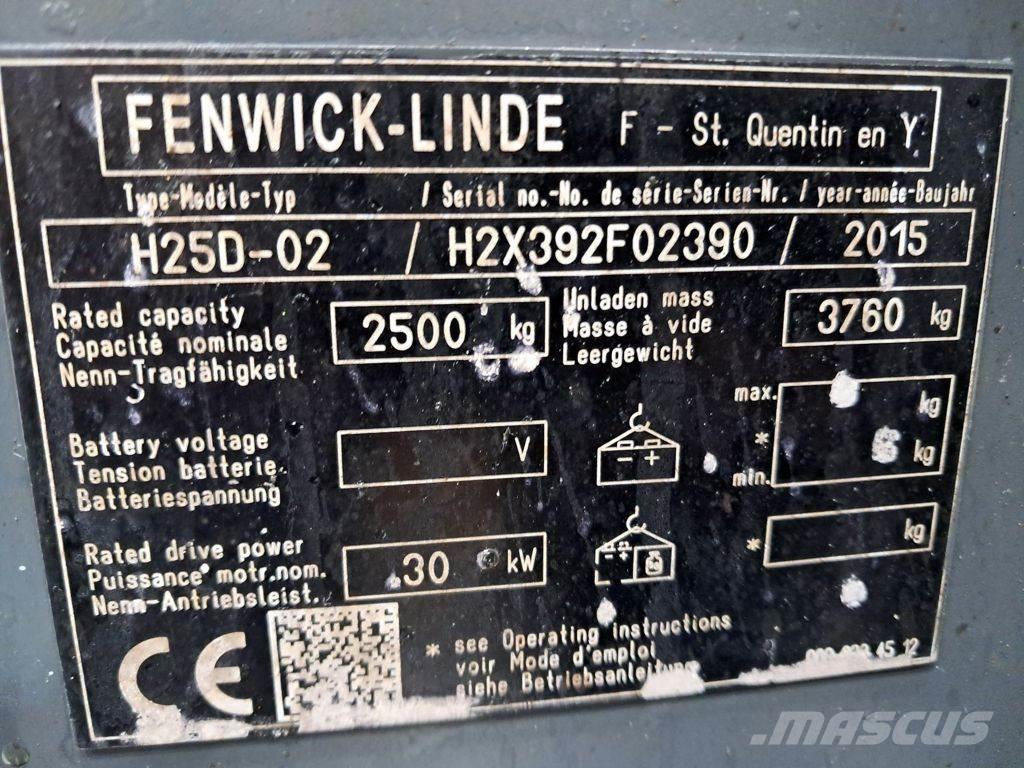 FENWICK-LINDE F - St. Quentin en Y
Type-Modèle-Typ / Serial no.-No. de série-Serien-Nr. / year-année-Baujahr
H25D-02 / H2X392F02390 / 2015
Rated capacity
Capacité nominale
Nenn-Tragfähigkeit
2500 kg
Unladen mass
Masse à vide
Leergewicht
3760 kg
Battery voltage
Tension batterie
Batteriespannung
V
- +
max. kg
* kg
min.
Rated drive power
Puissance motr.nom.
Nenn-Antriebsleist.
30 kW
- +
* kg
CE
* see Operating instructions
voir Mode d'emploi
siehe Betriebsanleitung
45 12
MASCUS